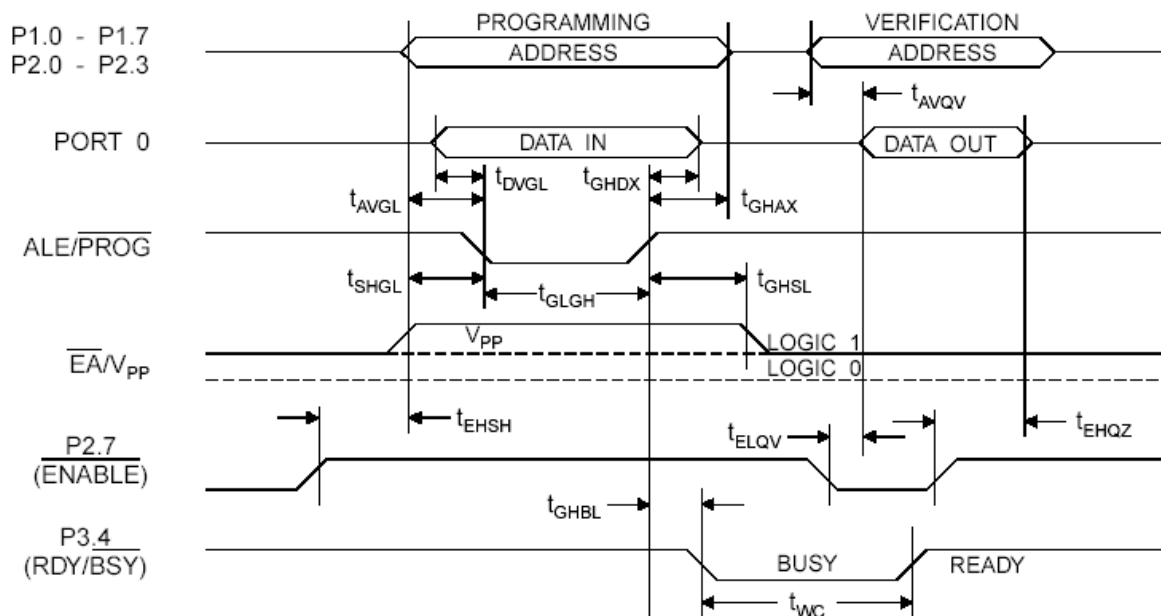 PROGRAMMING
VERIFICATION
P1.0 - P1.7
P2.0 - P2.3
ADDRESS
ADDRESS
tAVQV
PORT 0
DATA IN
DATA OUT
tDVGL
tGHDX
tAVGL
tGHAX
ALE/PROG
tSHGL
tGLGH
tGHSL
VPP
LOGIC 1
EA/VPP
LOGIC 0
tEHSH
tELQV
tEHQZ
P2.7
(ENABLE)
tGHBL
P3.4
(RDY/BSY)
BUSY
READY
tWC